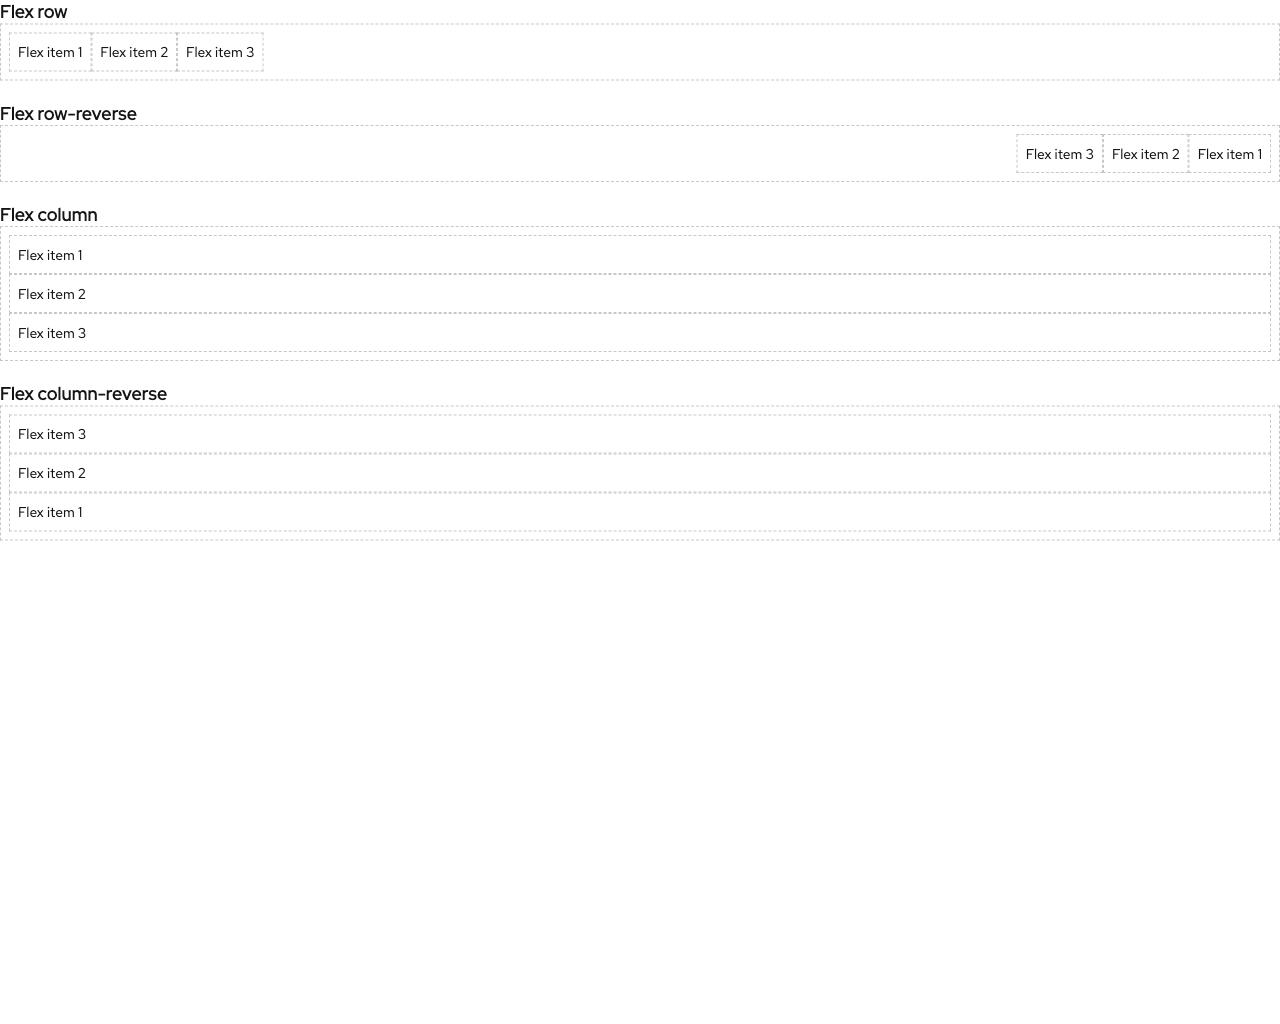 Flex row
Flex item 1 Flex item 2 Flex item 3
Flex row-reverse
Flex item 3 Flex item 2 Flex item 1
Flex column
Flex item 1
Flex item 2
Flex item 3
Flex column-reverse
Flex item 3
Flex item 2
Flex item 1